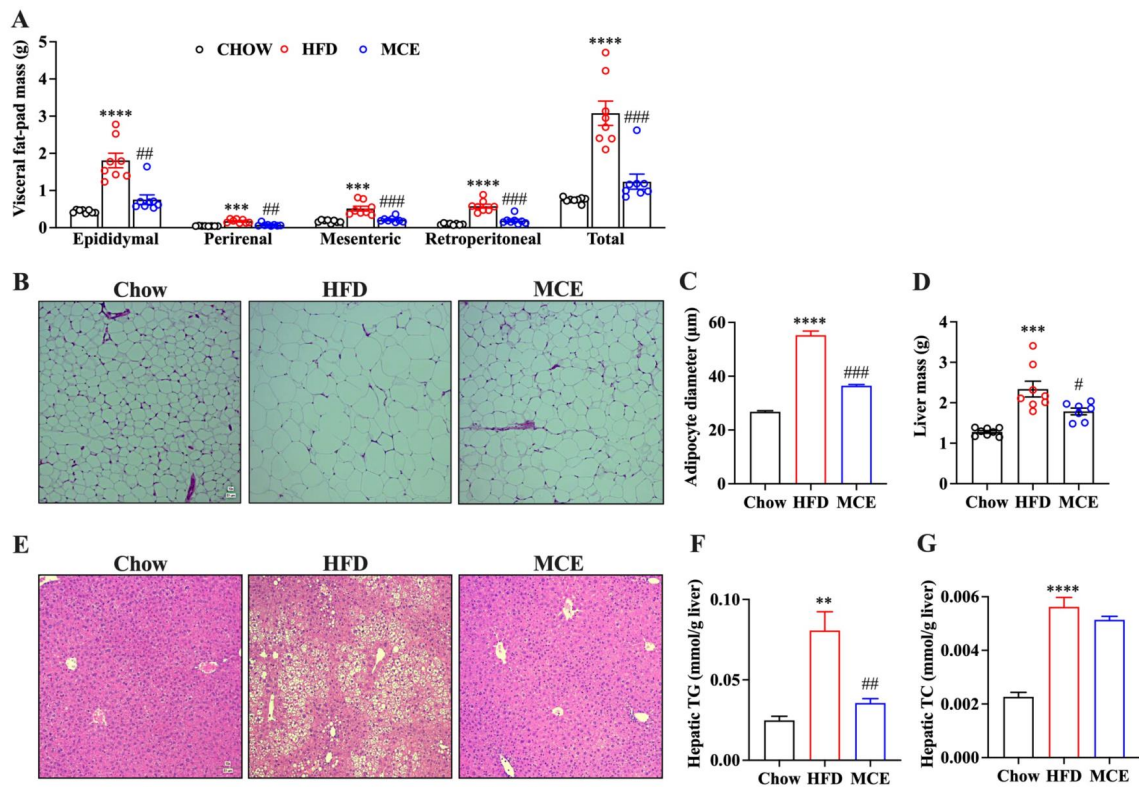 A
Visceral fat-pad mass (g)
5
4
3
2
1
0
CHOW HFD MCE
****
##
***
##
***
###
****
###
****
###
Epididymal Perirenal Mesenteric Retroperitoneal Total
B
Chow HFD MCE
C
Adipocyte diameter (µm)
60
40
20
0
****
###
Chow HFD MCE
D
Liver mass (g)
4
3
2
1
0
***
#
Chow HFD MCE
E
Chow HFD MCE
F
Hepatic TG (mmol/g liver)
0.10
0.05
0.00
**
##
Chow HFD MCE
G
Hepatic TC (mmol/g liver)
0.006
0.004
0.002
0.000
****
Chow HFD MCE